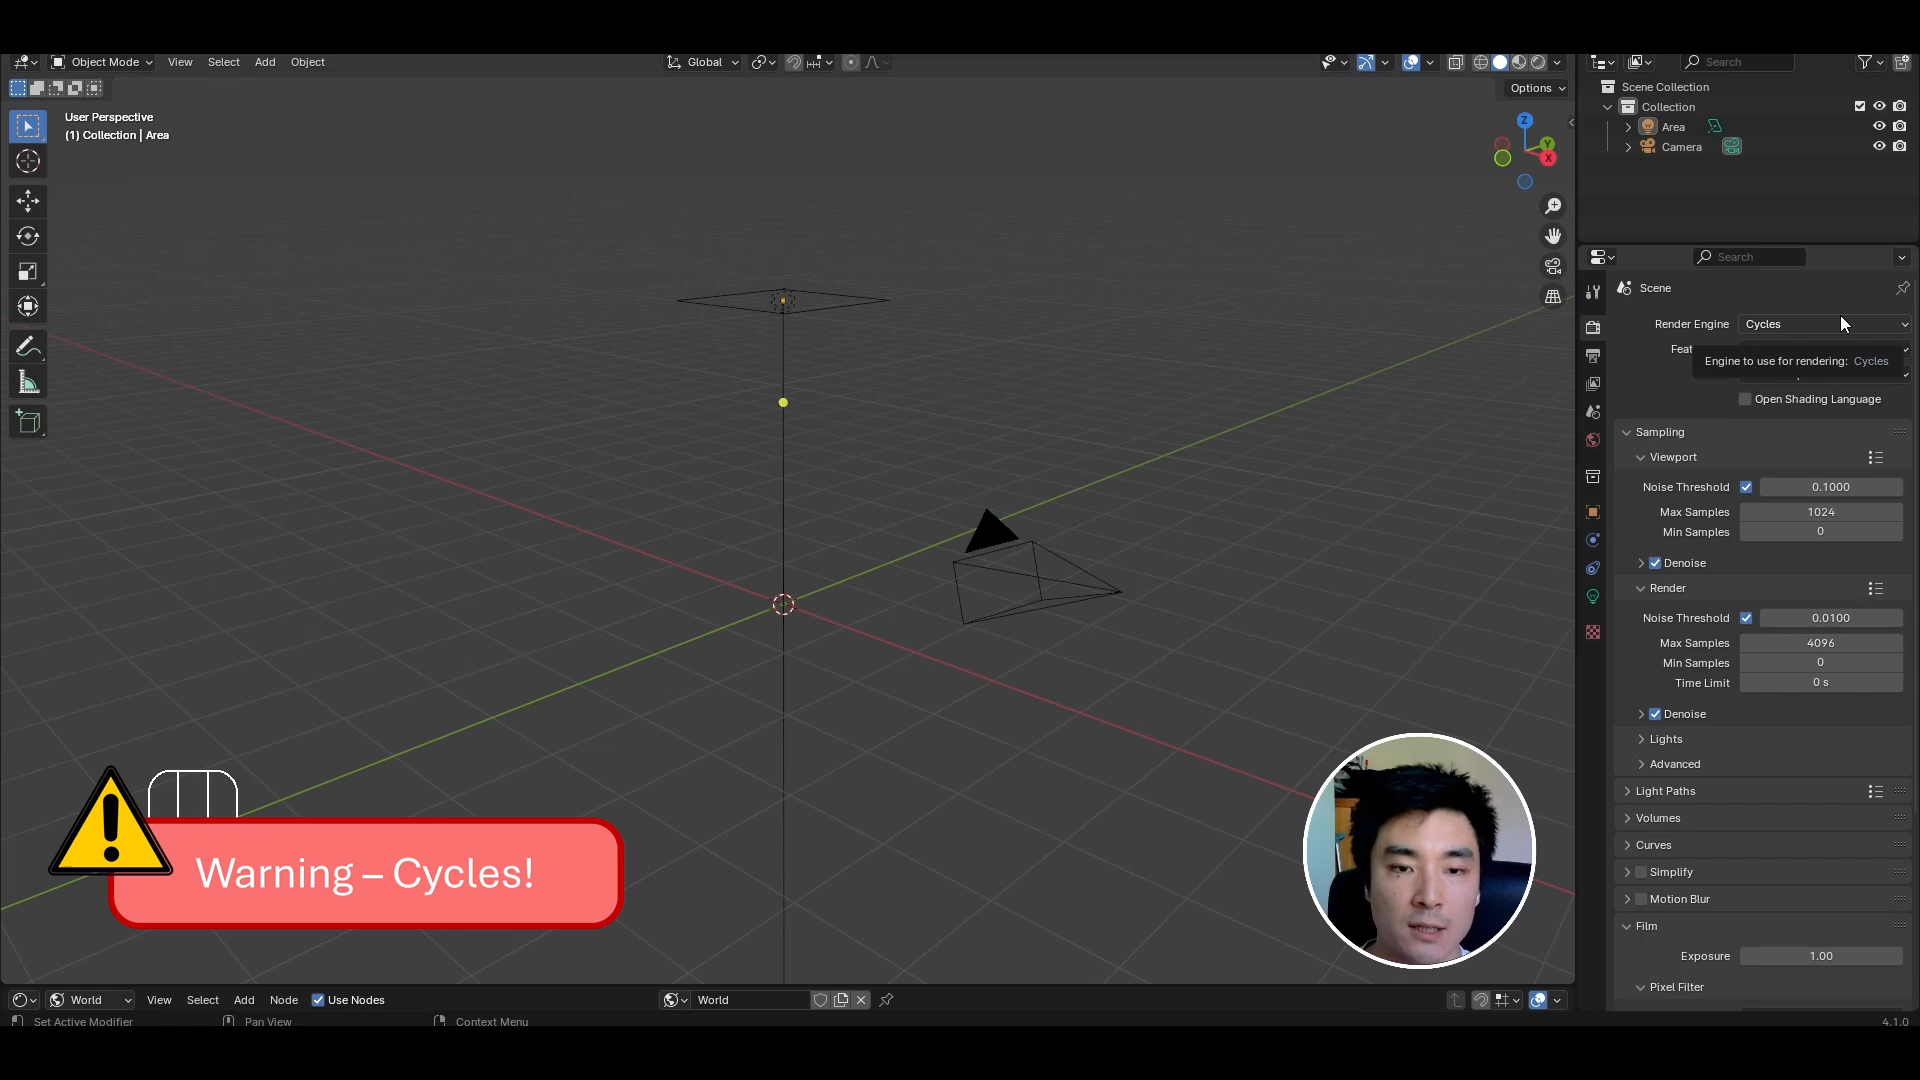 Object Mode View Select Add Object Global
Options
User Perspective
(1) Collection | Area
Z
Y
X
Search
Scene Collection
Collection
Area
Camera
Search
Scene
Render Engine Cycles
Feat
Engine to use for rendering: Cycles
Open Shading Language
Sampling
Viewport
Noise Threshold 0.1000
Max Samples 1024
Min Samples 0
Denoise
Render
Noise Threshold 0.0100
Max Samples 4096
Min Samples 0
Time Limit 0 s
Denoise
Lights
Advanced
Light Paths
Volumes
Curves
Simplify
Motion Blur
Film
Exposure 1.00
Pixel Filter
Warning – Cycles!
World View Select Add Node Use Nodes World
Set Active Modifier Pan View Context Menu 4.1.0